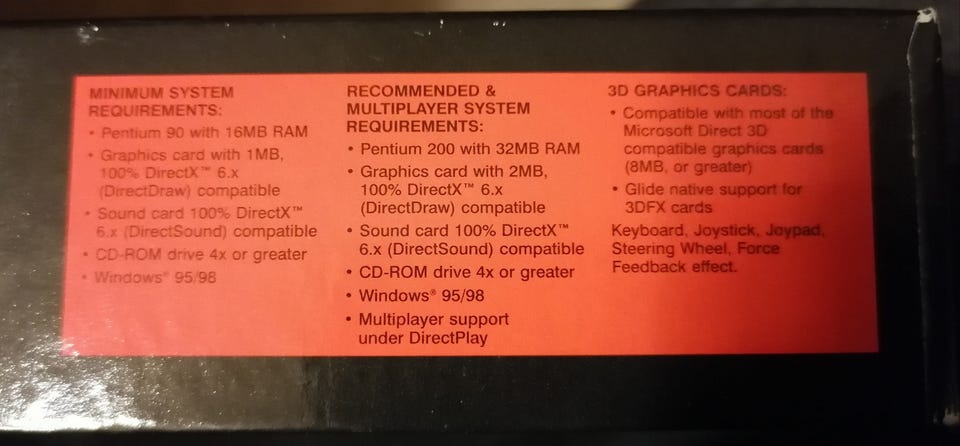 MINIMUM SYSTEM
REQUIREMENTS:
• Pentium 90 with 16MB RAM
• Graphics card with 1MB,
100% DirectX™ 6.x
(DirectDraw) compatible
• Sound card 100% DirectX™
6.x (DirectSound) compatible
• CD-ROM drive 4x or greater
• Windows® 95/98
RECOMMENDED &
MULTIPLAYER SYSTEM
REQUIREMENTS:
• Pentium 200 with 32MB RAM
• Graphics card with 2MB,
100% DirectX™ 6.x
(DirectDraw) compatible
• Sound card 100% DirectX™
6.x (DirectSound) compatible
• CD-ROM drive 4x or greater
• Windows® 95/98
• Multiplayer support
under DirectPlay
3D GRAPHICS CARDS:
• Compatible with most of the
Microsoft Direct 3D
compatible graphics cards
(8MB, or greater)
• Glide native support for
3DFX cards
Keyboard, Joystick, Joypad,
Steering Wheel, Force
Feedback effect.